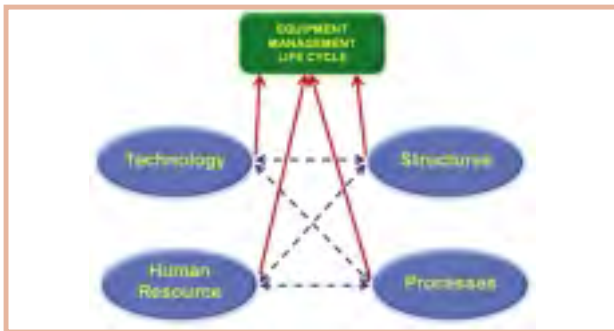 EQUIPMENT
MANAGEMENT
LIFE CYCLE
Technology
Structures
Human
Resource
Processes